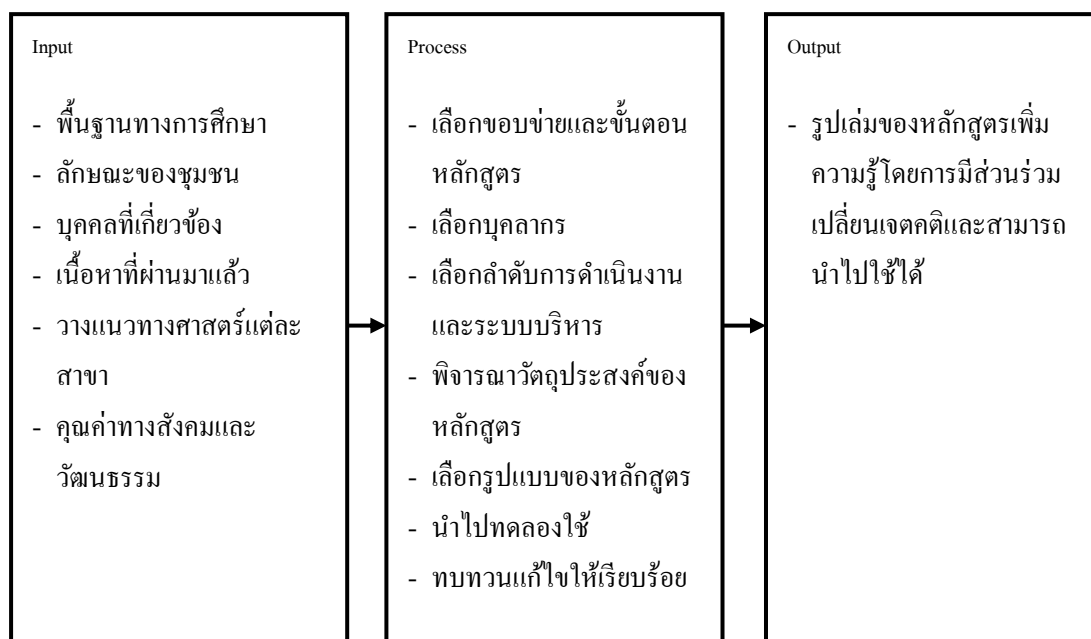 Input
- พื้นฐานทางการศึกษา
- ลักษณะของชุมชน
- บุคคลที่เกี่ยวข้อง
- เนื้อหาที่ผ่านมาแล้ว
- วางแนวทางศาสตร์แต่ละ
สาขา
- คุณค่าทางสังคมและ
วัฒนธรรม
Process
- เลือกขอบข่ายและขั้นตอน
หลักสูตร
- เลือกบุคลากร
- เลือกลำดับการดำเนินงาน
และระบบบริหาร
- พิจารณาวัตถุประสงค์ของ
หลักสูตร
- เลือกรูปแบบของหลักสูตร
- นำไปทดลองใช้
- ทบทวนแก้ไขให้เรียบร้อย
Output
- รูปเล่มของหลักสูตรเพิ่ม
ความรู้โดยการมีส่วนร่วม
เปลี่ยนเจตคติและสามารถ
นำไปใช้ได้